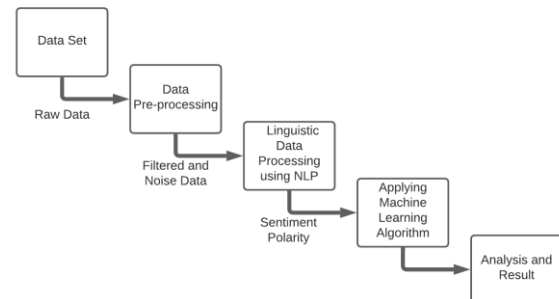 Data Set
Raw Data
Data
Pre-processing
Filtered and
Noise Data
Linguistic
Data
Processing
using NLP
Sentiment
Polarity
Applying
Machine
Learning
Algorithm
Analysis and
Result